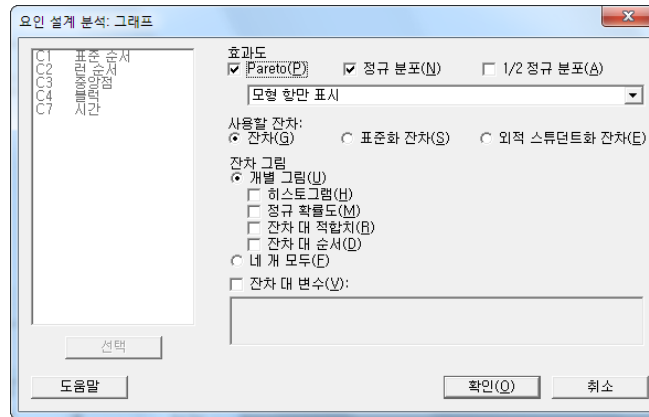 요인 설계 분석: 그래프
C1 표준 순서
C2 런 순서
C3 중앙점
C4 블럭
C7 시간
효과도
Pareto(P) 정규 분포(N) 1/2 정규 분포(A)
모형 항만 표시
사용할 잔차:
잔차(G) 표준화 잔차(S) 외적 스튜던트화 잔차(E)
잔차 그림
개별 그림(U)
히스토그램(H)
정규 확률도(M)
잔차 대 적합치(R)
잔차 대 순서(D)
네 개 모두(F)
잔차 대 변수(V):
선택
도움말 확인(O) 취소